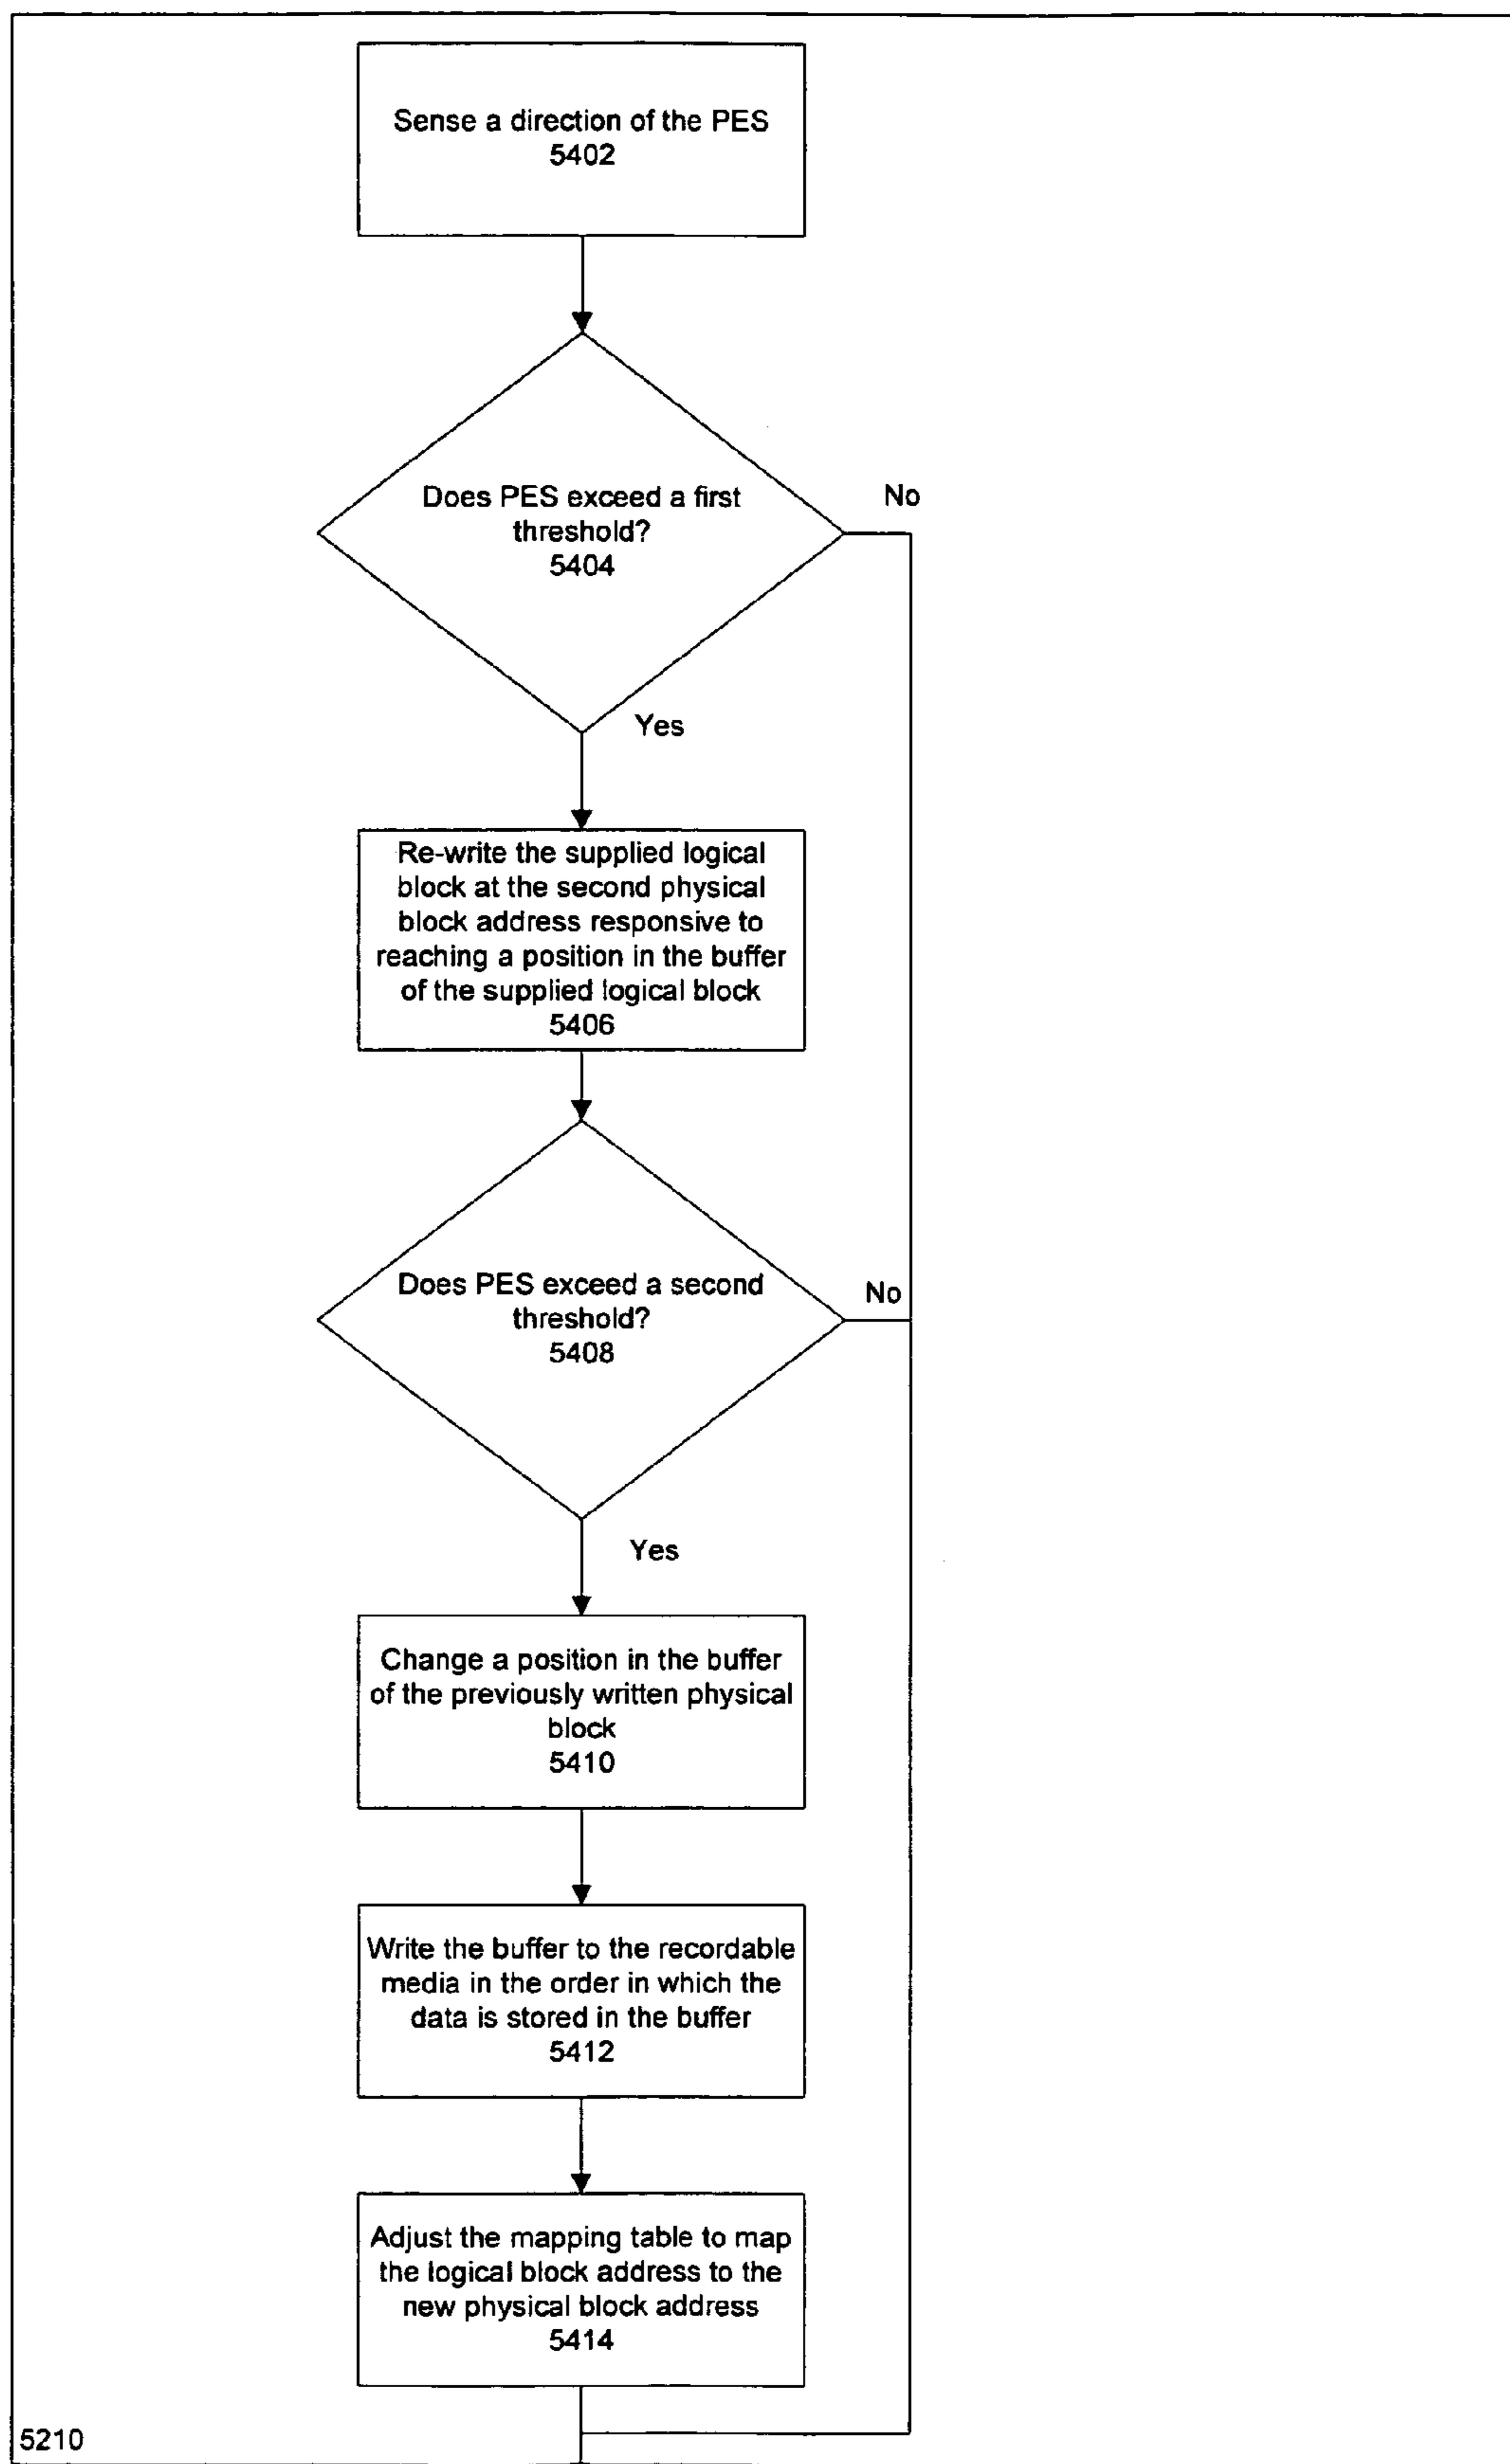 Sense a direction of the PES
5402
Does PES exceed a first
threshold?
5404
No
Yes
Re-write the supplied logical
block at the second physical
block address responsive to
reaching a position in the buffer
of the supplied logical block
5406
Does PES exceed a second
threshold?
5408
No
Yes
Change a position in the buffer
of the previously written physical
block
5410
Write the buffer to the recordable
media in the order in which the
data is stored in the buffer
5412
Adjust the mapping table to map
the logical block address to the
new physical block address
5414
5210